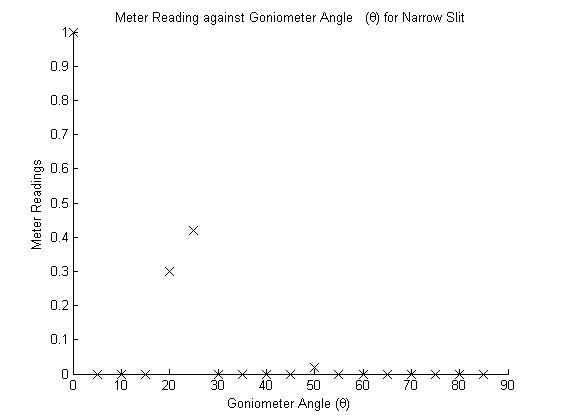 Meter Reading against Goniometer Angle (θ) for Narrow Slit
1
0.9
0.8
0.7
0.6
0.5
0.4
0.3
0.2
0.1
0
Meter Readings
0 10 20 30 40 50 60 70 80 90
Goniometer Angle (θ)